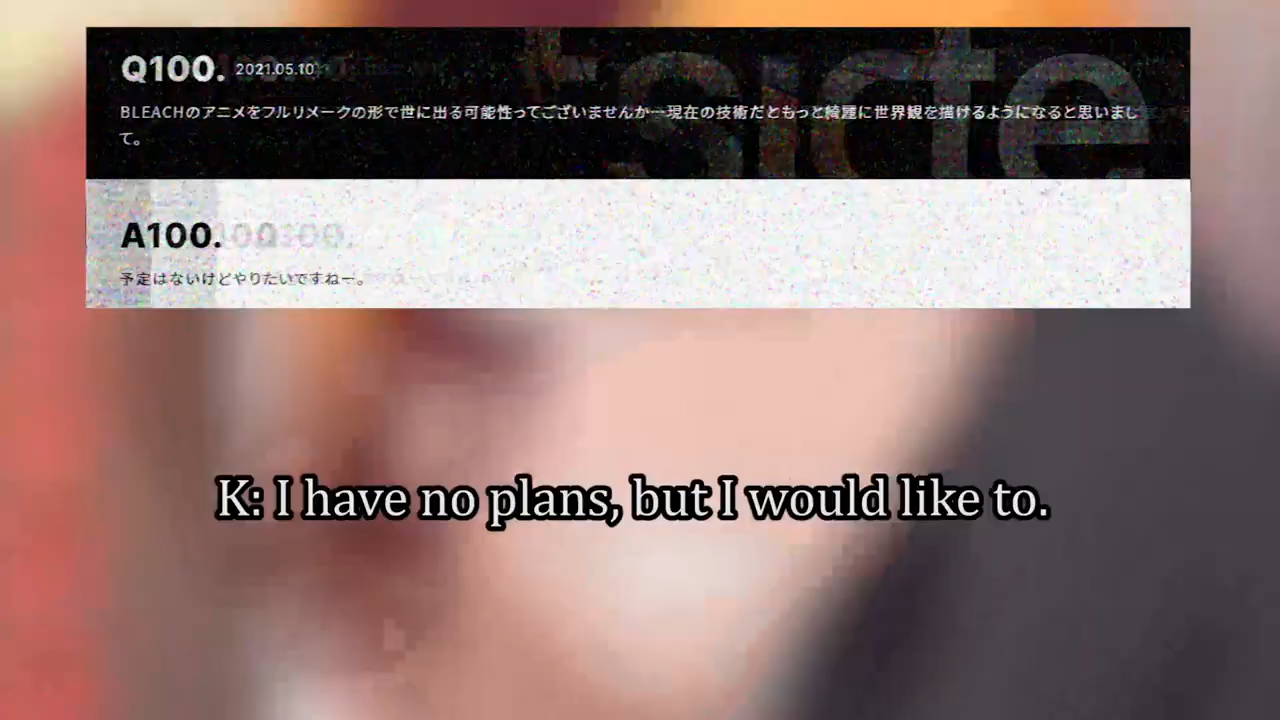 Q100. 2021.05.10
BLEACHのアニメをフルリメークの形で世に出る可能性ってございませんか…現在の技術だともっと綺麗に世界観を描けるようになると思いまし
て。
A100.
予定はないけどやりたいですねー。
K: I have no plans, but I would like to.